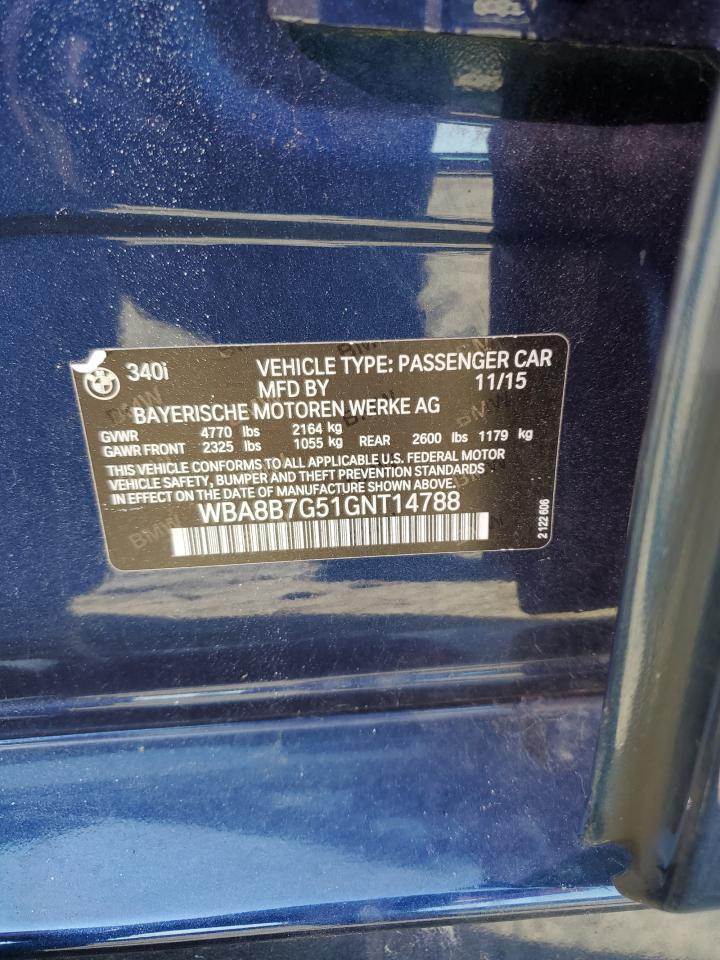 340i VEHICLE TYPE: PASSENGER CAR
MFD BY 11/15
BAYERISCHE MOTOREN WERKE AG
GVWR 4770 lbs 2164 kg
GAWR FRONT 2325 lbs 1055 kg REAR 2600 lbs 1179 kg
THIS VEHICLE CONFORMS TO ALL APPLICABLE U.S. FEDERAL MOTOR
VEHICLE SAFETY, BUMPER AND THEFT PREVENTION STANDARDS
IN EFFECT ON THE DATE OF MANUFACTURE SHOWN ABOVE.
WBA8B7G51GNT14788
2 122 606